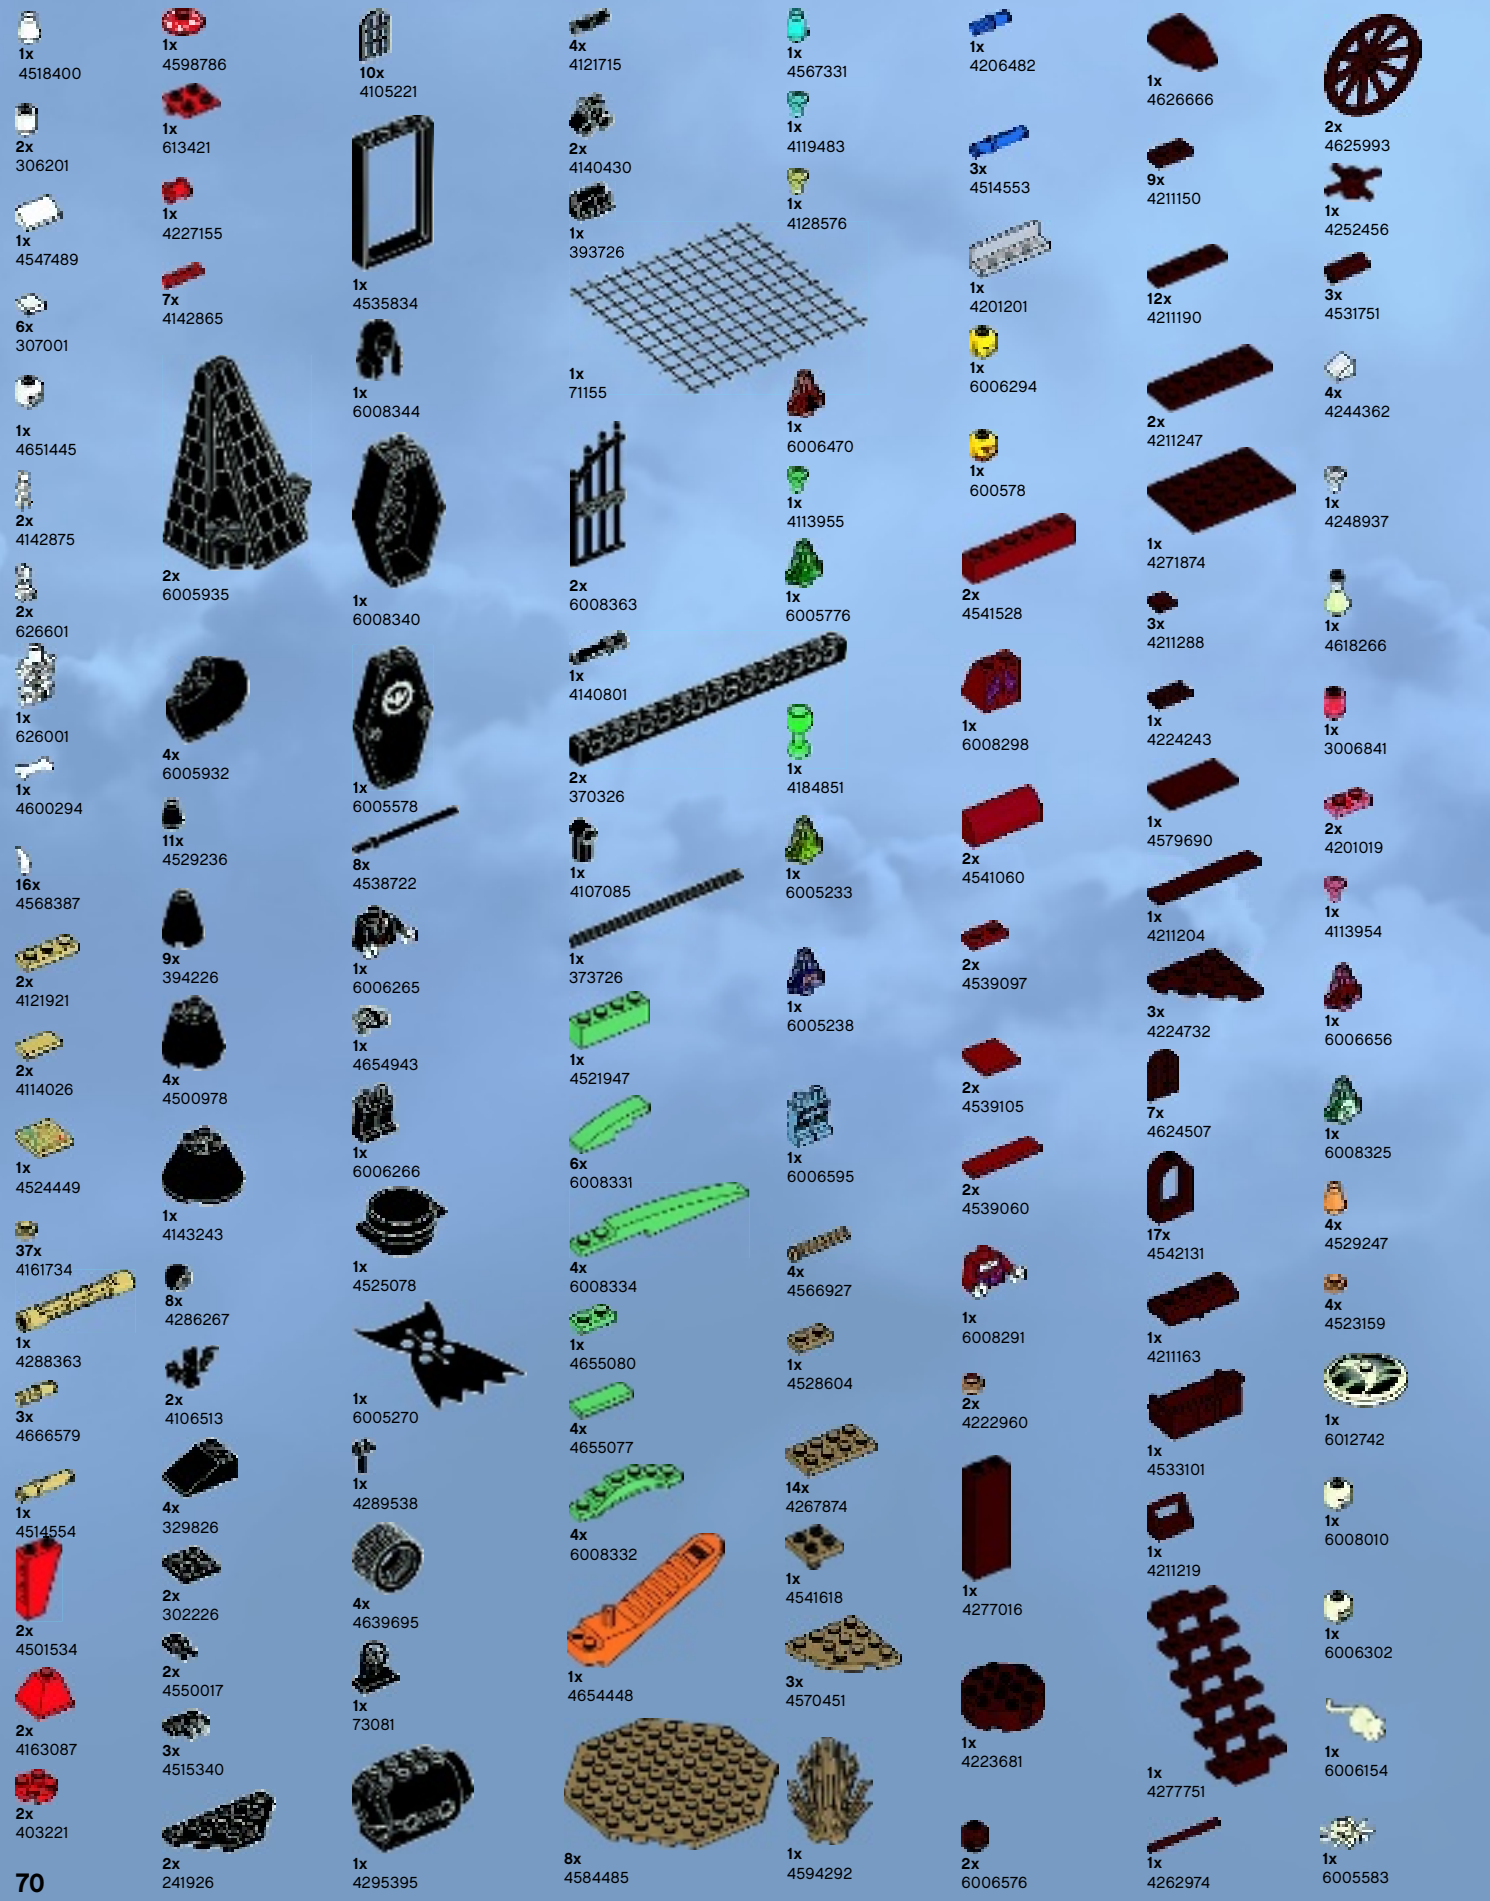 1x
4518400
2x
306201
1x
4547489
6x
307001
1x
4651445
2x
4142875
2x
626601
1x
626001
1x
4600294
16x
4568387
2x
4121921
2x
4114026
1x
4524449
37x
4161734
1x
4288363
3x
4666579
1x
4514554
2x
4501534
2x
4163087
2x
403221
70
1x
4598786
1x
613421
1x
4227155
7x
4142865
2x
6005935
4x
6005932
11x
4529236
9x
394226
4x
4500978
1x
4143243
8x
4286267
2x
4106513
4x
329826
2x
302226
2x
4550017
3x
4515340
2x
241926
10x
4105221
1x
4535834
1x
6008344
1x
6008340
1x
6005578
8x
4538722
1x
6006265
1x
4654943
1x
6006266
1x
4525078
1x
6005270
1x
4289538
4x
4639695
1x
73081
1x
4295395
4x
4121715
2x
4140430
1x
393726
1x
71155
2x
6008363
1x
4140801
2x
370326
1x
4107085
1x
373726
1x
4521947
6x
6008331
4x
6008334
1x
4655080
4x
4655077
4x
6008332
1x
4654448
8x
4584485
1x
4567331
1x
4119483
1x
4128576
1x
6006470
1x
4113955
1x
6005776
1x
4184851
1x
6005233
1x
6005238
1x
6006595
4x
4566927
1x
4528604
14x
4267874
1x
4541618
3x
4570451
1x
4594292
1x
4206482
3x
4514553
1x
4201201
1x
6006294
1x
600578
2x
4541528
1x
6008298
2x
4541060
2x
4539097
2x
4539105
2x
4539060
1x
6008291
2x
4222960
1x
4277016
1x
4223681
2x
6006576
1x
4626666
9x
4211150
12x
4211190
2x
4211247
1x
4271874
3x
4211288
1x
4224243
1x
4579690
1x
4211204
3x
4224732
7x
4624507
17x
4542131
1x
4211163
1x
4533101
1x
4211219
1x
4277751
1x
4262974
2x
4625993
1x
4252456
3x
4531751
4x
4244362
1x
4248937
1x
4618266
1x
3006841
2x
4201019
1x
4113954
1x
6006656
1x
6008325
4x
4529247
4x
4523159
1x
6012742
1x
6008010
1x
6006302
1x
6006154
1x
6005583